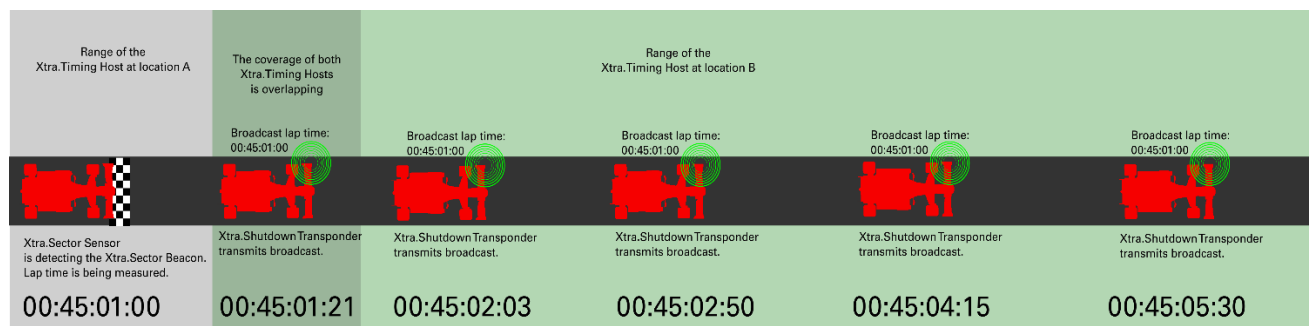 Range of the
Xtra.Timing Host at location A
The coverage of both
Xtra.Timing Hosts
is overlapping
Range of the
Xtra.Timing Host at location B
Broadcast lap time:
00:45:01:00
Broadcast lap time:
00:45:01:00
Broadcast lap time:
00:45:01:00
Broadcast lap time:
00:45:01:00
Broadcast lap time:
00:45:01:00
Xtra.Sector Sensor
is detecting the Xtra.Sector Beacon.
Lap time is being measured.
Xtra.Shutdown Transponder
transmits broadcast.
Xtra.Shutdown Transponder
transmits broadcast.
Xtra.Shutdown Transponder
transmits broadcast.
Xtra.Shutdown Transponder
transmits broadcast.
Xtra.Shutdown Transponder
transmits broadcast.
00:45:01:00
00:45:01:21
00:45:02:03
00:45:02:50
00:45:04:15
00:45:05:30